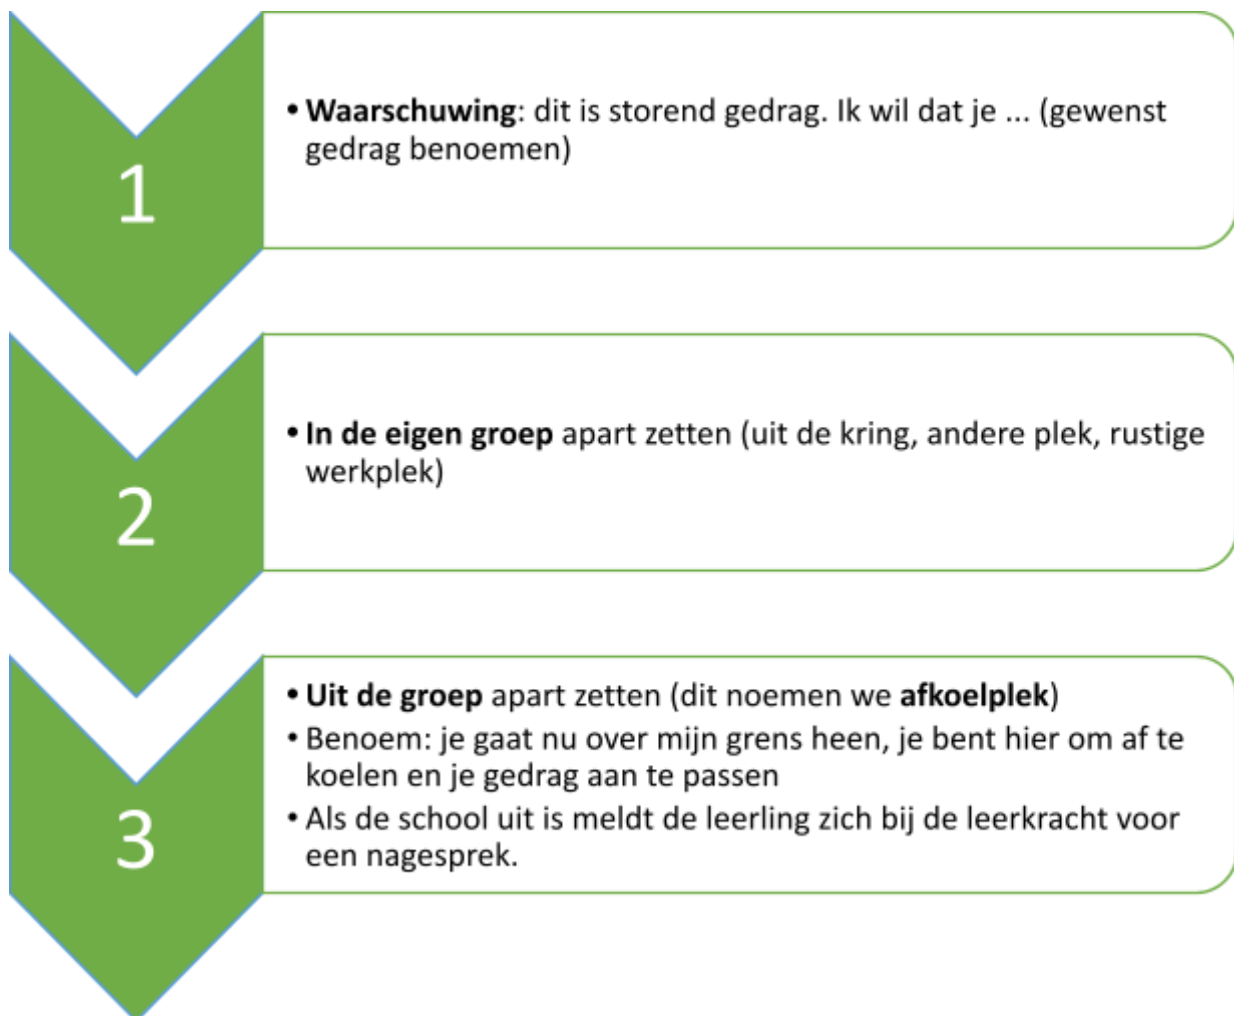 1
• Waarschuwing: dit is storend gedrag. Ik wil dat je ... (gewenst
gedrag benoemen)
2
• In de eigen groep apart zetten (uit de kring, andere plek, rustige
werkplek)
3
• Uit de groep apart zetten (dit noemen we afkoelplek)
• Benoem: je gaat nu over mijn grens heen, je bent hier om af te
koelen en je gedrag aan te passen
• Als de school uit is meldt de leerling zich bij de leerkracht voor
een nagesprek.